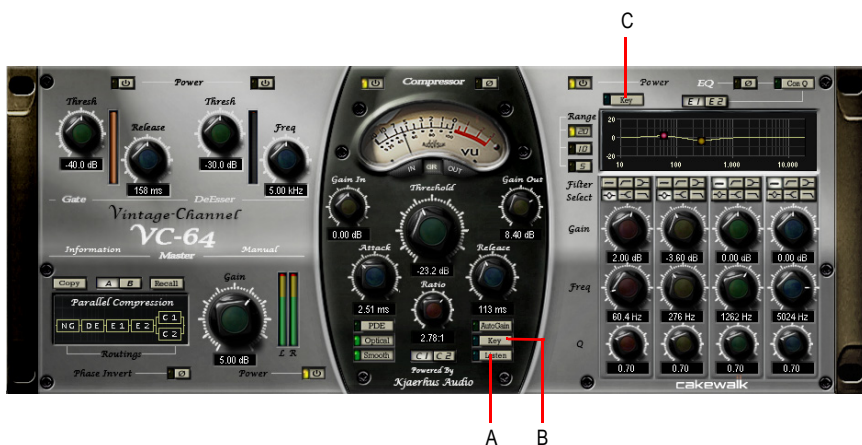 C
Power
Compressor
Power EQ Con Q
Key E1 E2
Thresh
Thresh
Release
Freq
-40.0 dB
-30.0 dB
158 ms
5.00 kHz
Gate DeEsser
Vintage-Channel
VC-64
Information Master Manual
Copy A B Recall
Gain
Parallel Compression
NG DE E1 E2 C1
C2
Routings
5.00 dB
L R
Phase Invert Power
VU
IN GR OUT
Gain In
Threshold
Gain Out
0.00 dB
8.40 dB
-23.2 dB
Attack
Release
Ratio
2.51 ms
113 ms
2.78:1
PDE
Optical
Smooth
C1 C2
AutoGain
Key
Listen
Powered By
Kjaerhus Audio
Range
20
10
5
20
0
-20
10 100 1,000 10,000
Filter
Select
Gain
2.00 dB -3.60 dB 0.00 dB 0.00 dB
Freq
60.4 Hz 276 Hz 1262 Hz 5024 Hz
Q
0.70 0.70 0.70 0.70
cakewalk
A B